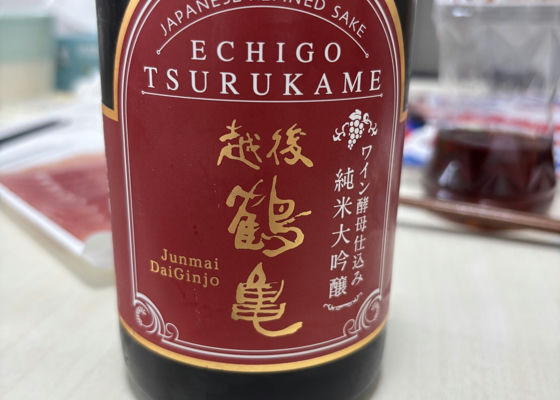 JAPANESE REFINED SAKE
ECHIGO
TSURUKAME
越後
鶴
亀
ワイン酵母仕込み
純米大吟醸
Junmai
DaiGinjo